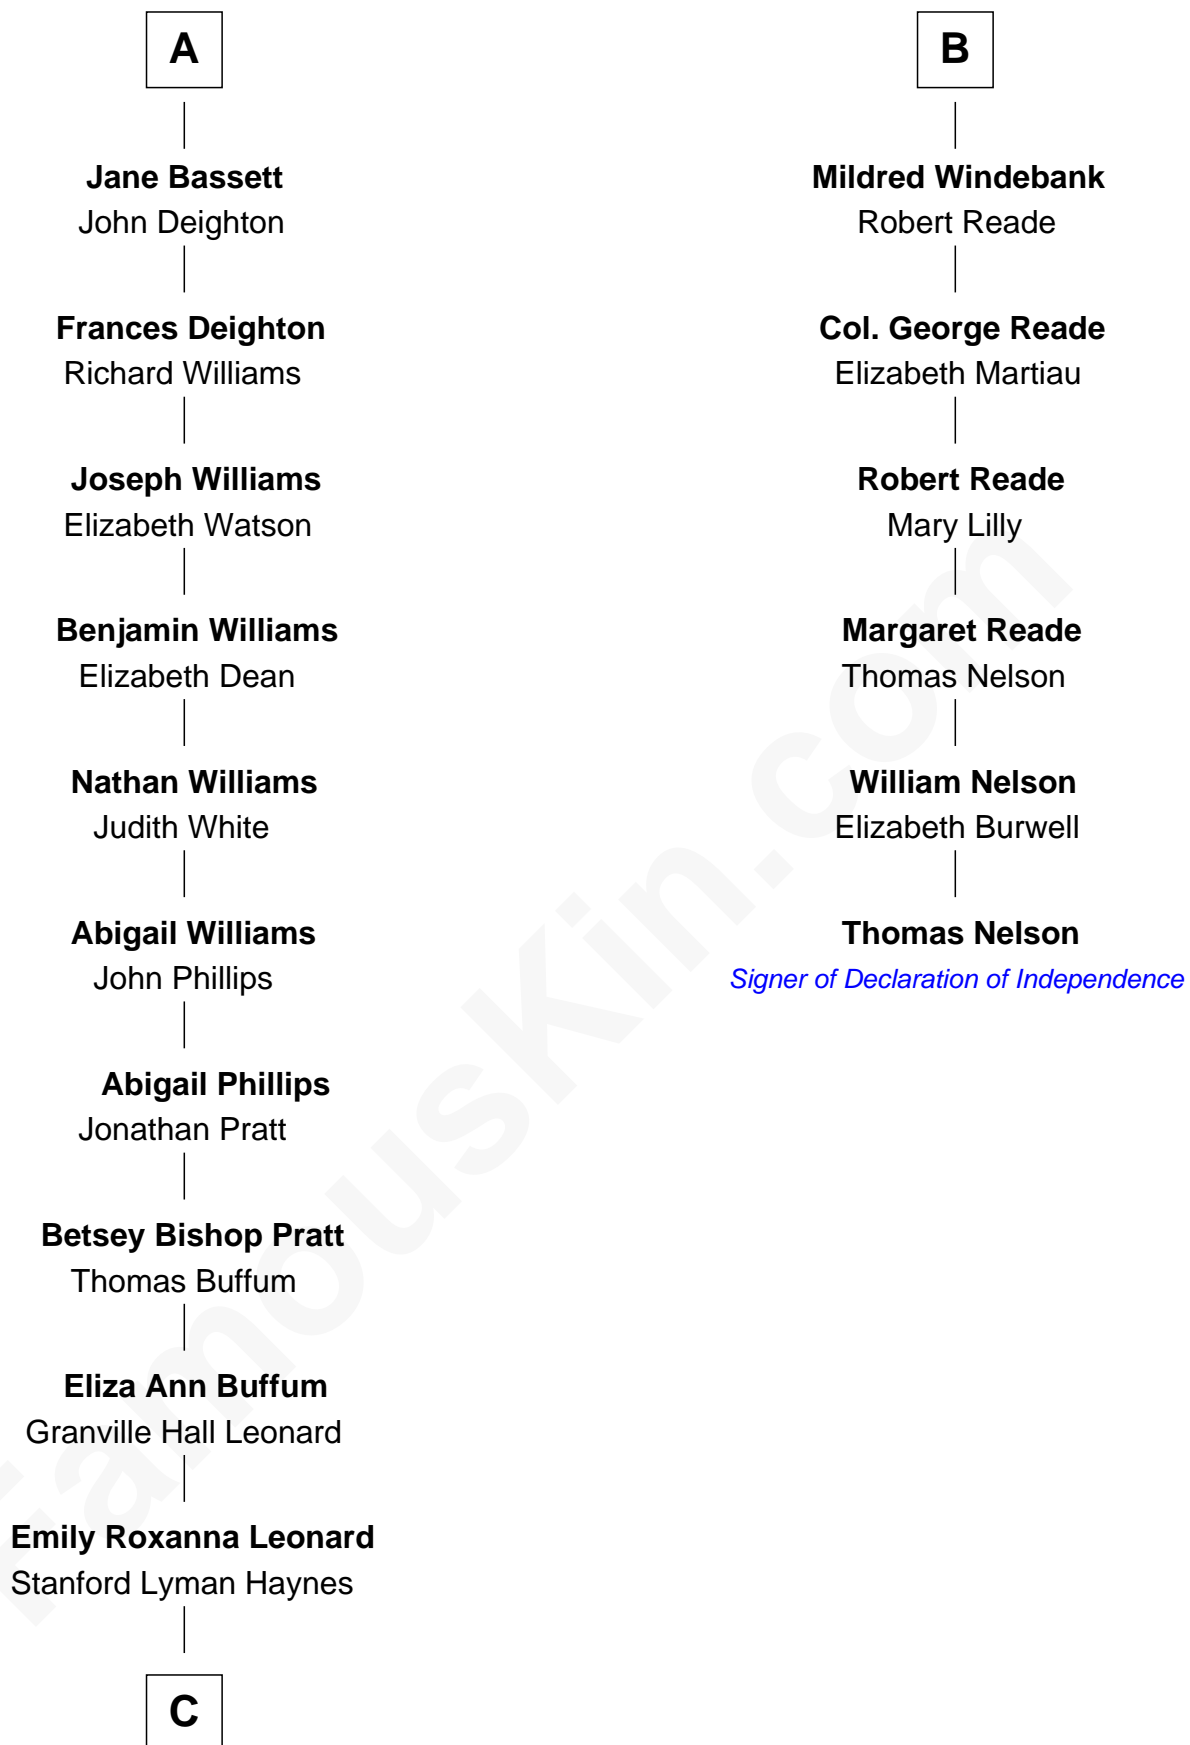 A
Jane Bassett
John Deighton
Frances Deighton
Richard Williams
Joseph Williams
Elizabeth Watson
Benjamin Williams
Elizabeth Dean
Nathan Williams
Judith White
Abigail Williams
John Phillips
Abigail Phillips
Jonathan Pratt
Betsey Bishop Pratt
Thomas Buffum
Eliza Ann Buffum
Granville Hall Leonard
Emily Roxanna Leonard
Stanford Lyman Haynes
C
B
Mildred Windebank
Robert Reade
Col. George Reade
Elizabeth Martiau
Robert Reade
Mary Lilly
Margaret Reade
Thomas Nelson
William Nelson
Elizabeth Burwell
Thomas Nelson
Signer of Declaration of Independence
FamousKin.com